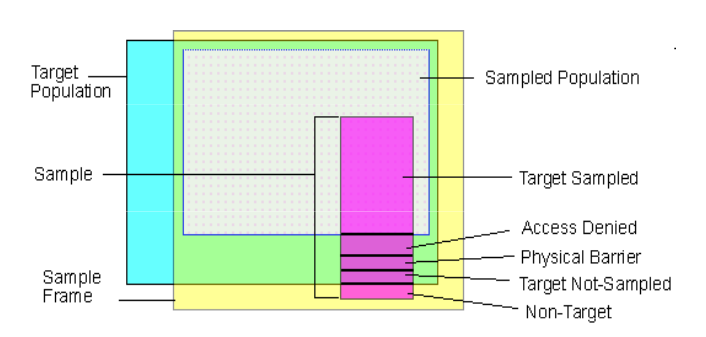 Target
Population
Sampled Population
Sample
Target Sampled
Access Denied
Physical Barrier
Target Not-Sampled
Non-Target
Sample
Frame